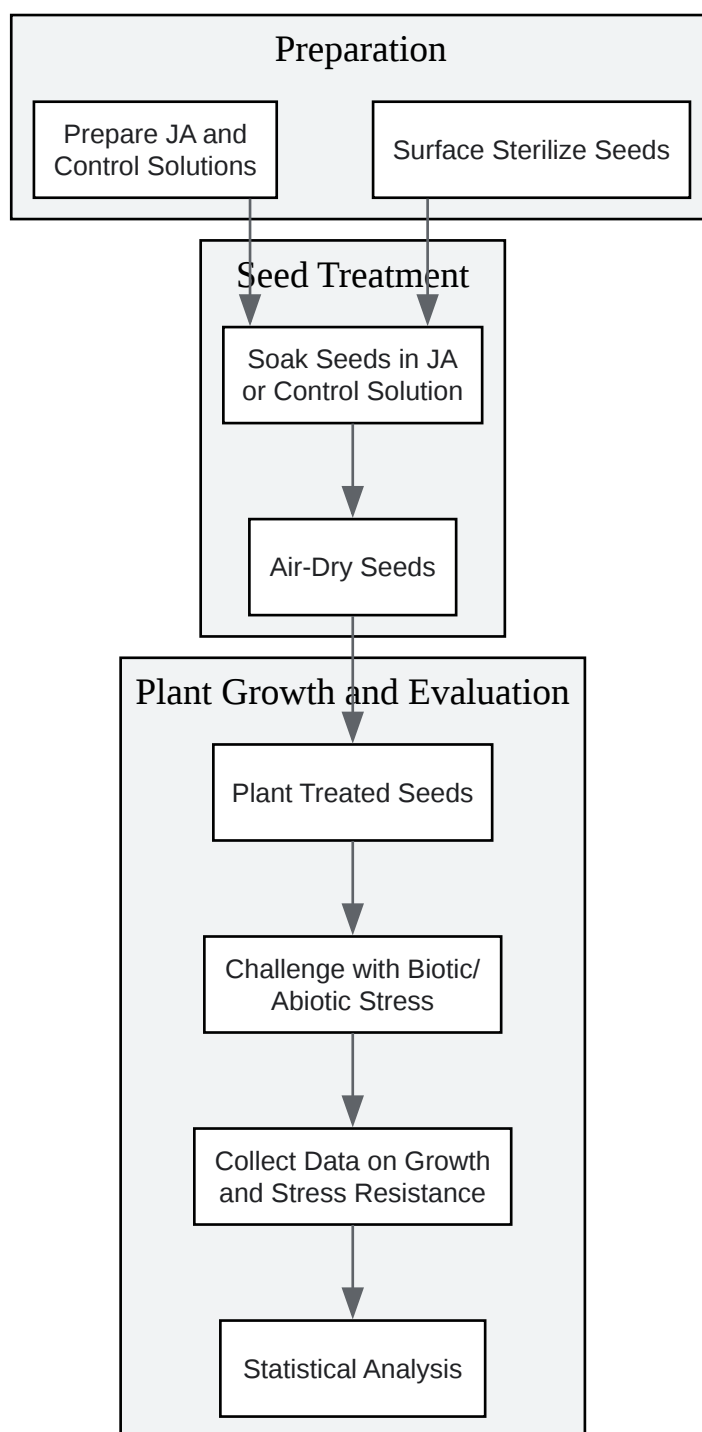 Preparation
Prepare JA and
Control Solutions
Surface Sterilize Seeds
Seed Treatment
Soak Seeds in JA
or Control Solution
Air-Dry Seeds
Plant Growth and Evaluation
Plant Treated Seeds
Challenge with Biotic/
Abiotic Stress
Collect Data on Growth
and Stress Resistance
Statistical Analysis